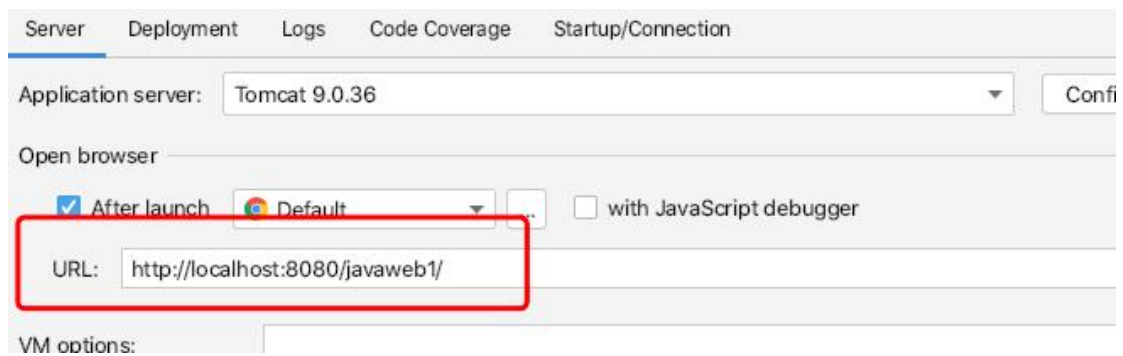 Server Deployment Logs Code Coverage Startup/Connection
Application server: Tomcat 9.0.36 Confi
Open browser
After launch Default ... with JavaScript debugger
URL: http://localhost:8080/javaweb1/
VM options: